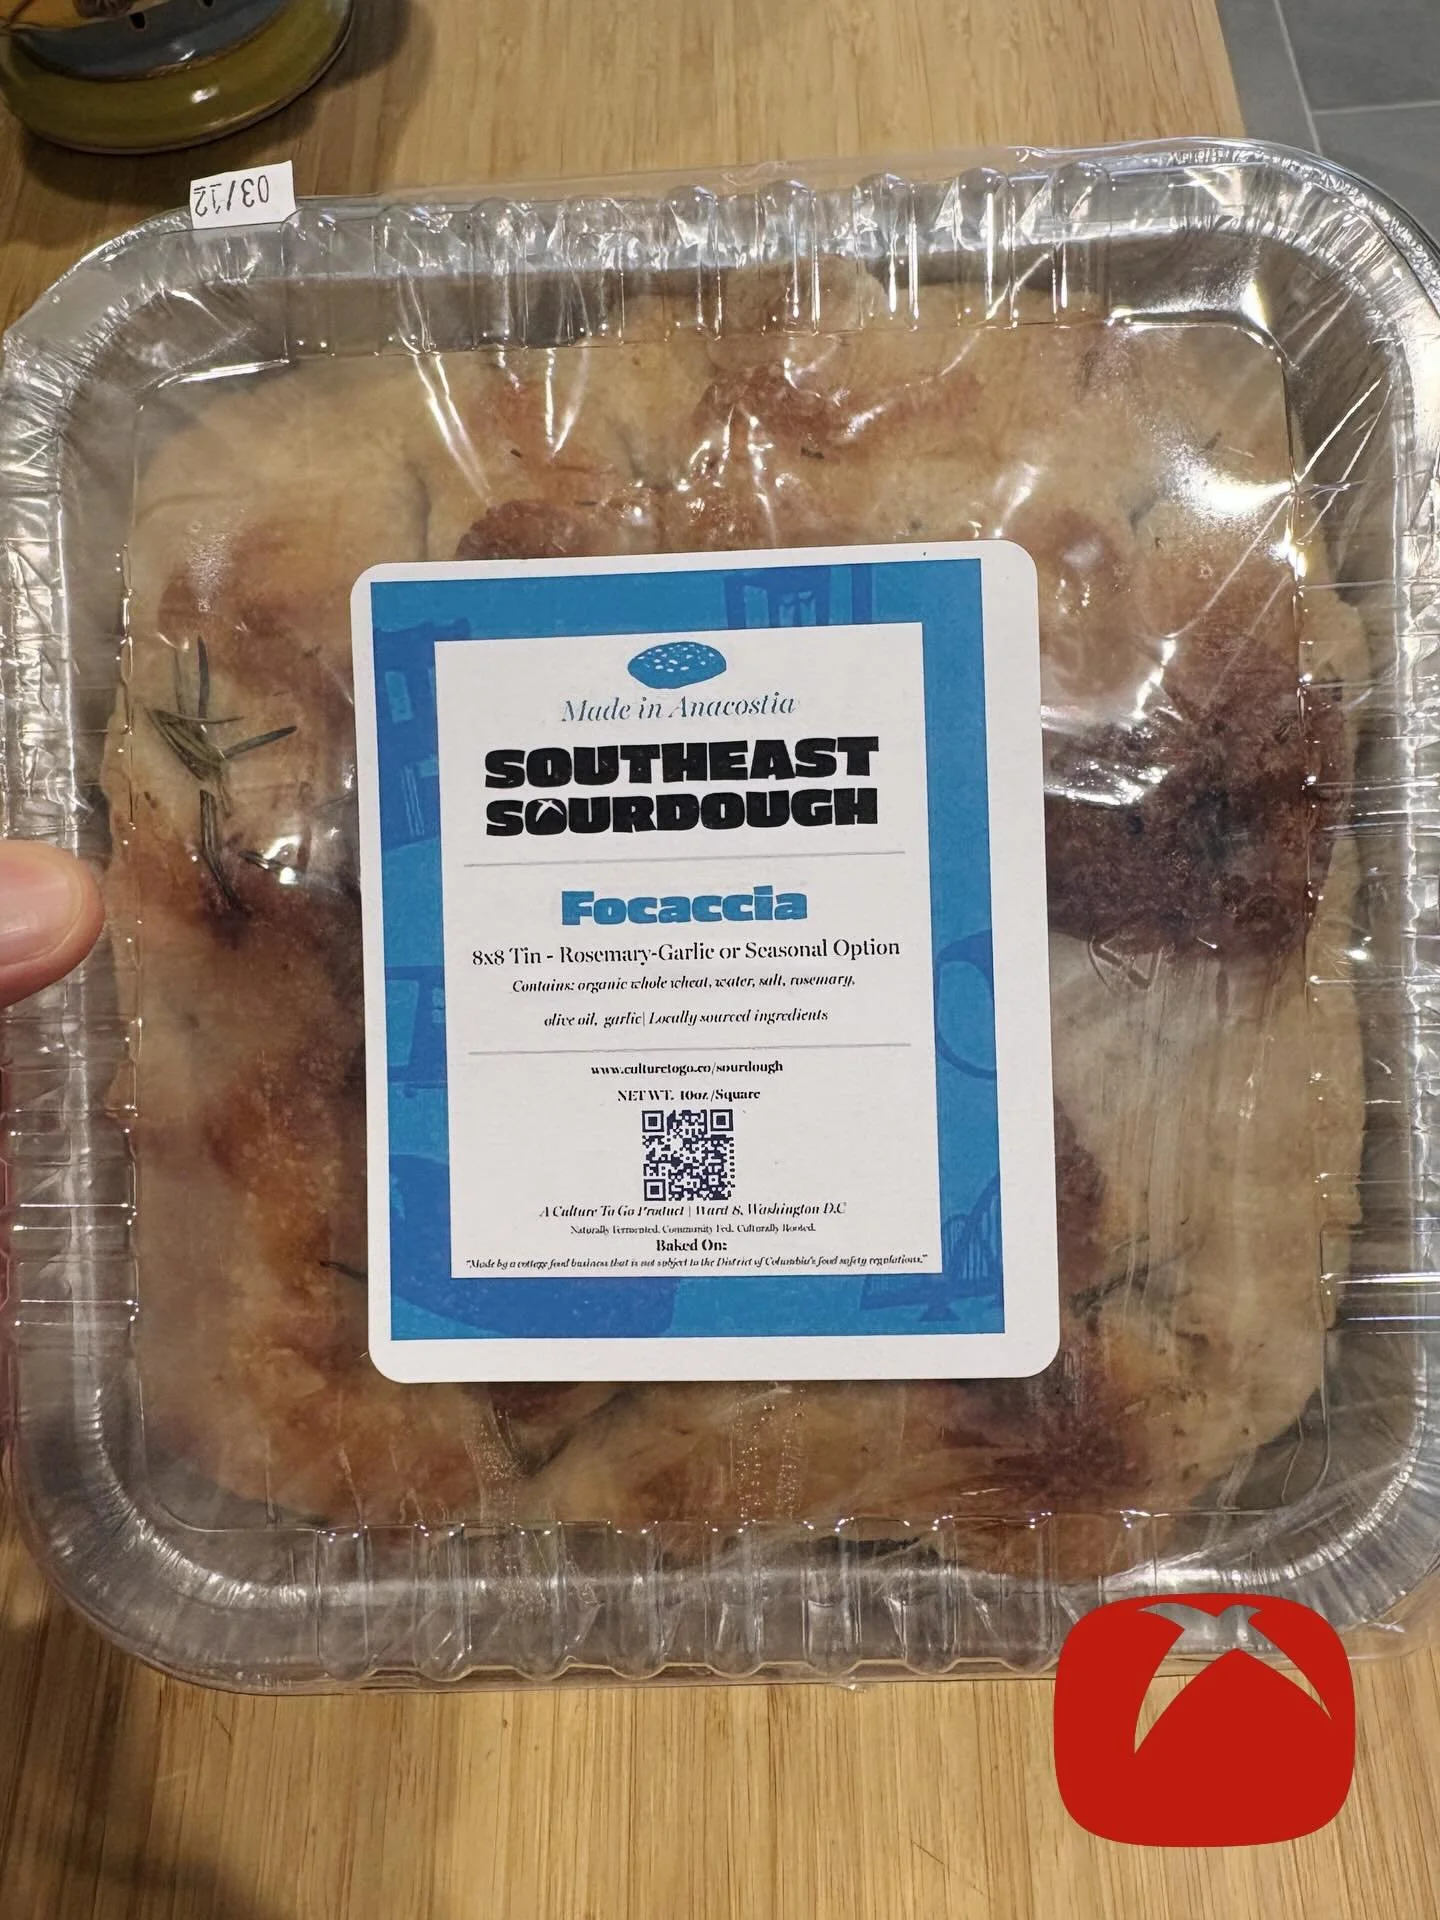 03/12
Made in Anacostia
SOUTHEAST
SOURDOUGH
Focaccia
8x8 Tin - Rosemary-Garlic or Seasonal Option
Contains: organic whole wheat, water, salt, rosemary,
olive oil, garlic| Locally sourced ingredients
www.culturetogo.co/sourdough
NET WT. 40oz /Square
A Culture To Go Product | Ward 8, Washington D.C
Naturally Fermented. Community Fed. Culturally Rooted.
Baked On:
"Made by a cottage food business that is not subject to the District of Columbia's food safety regulations."